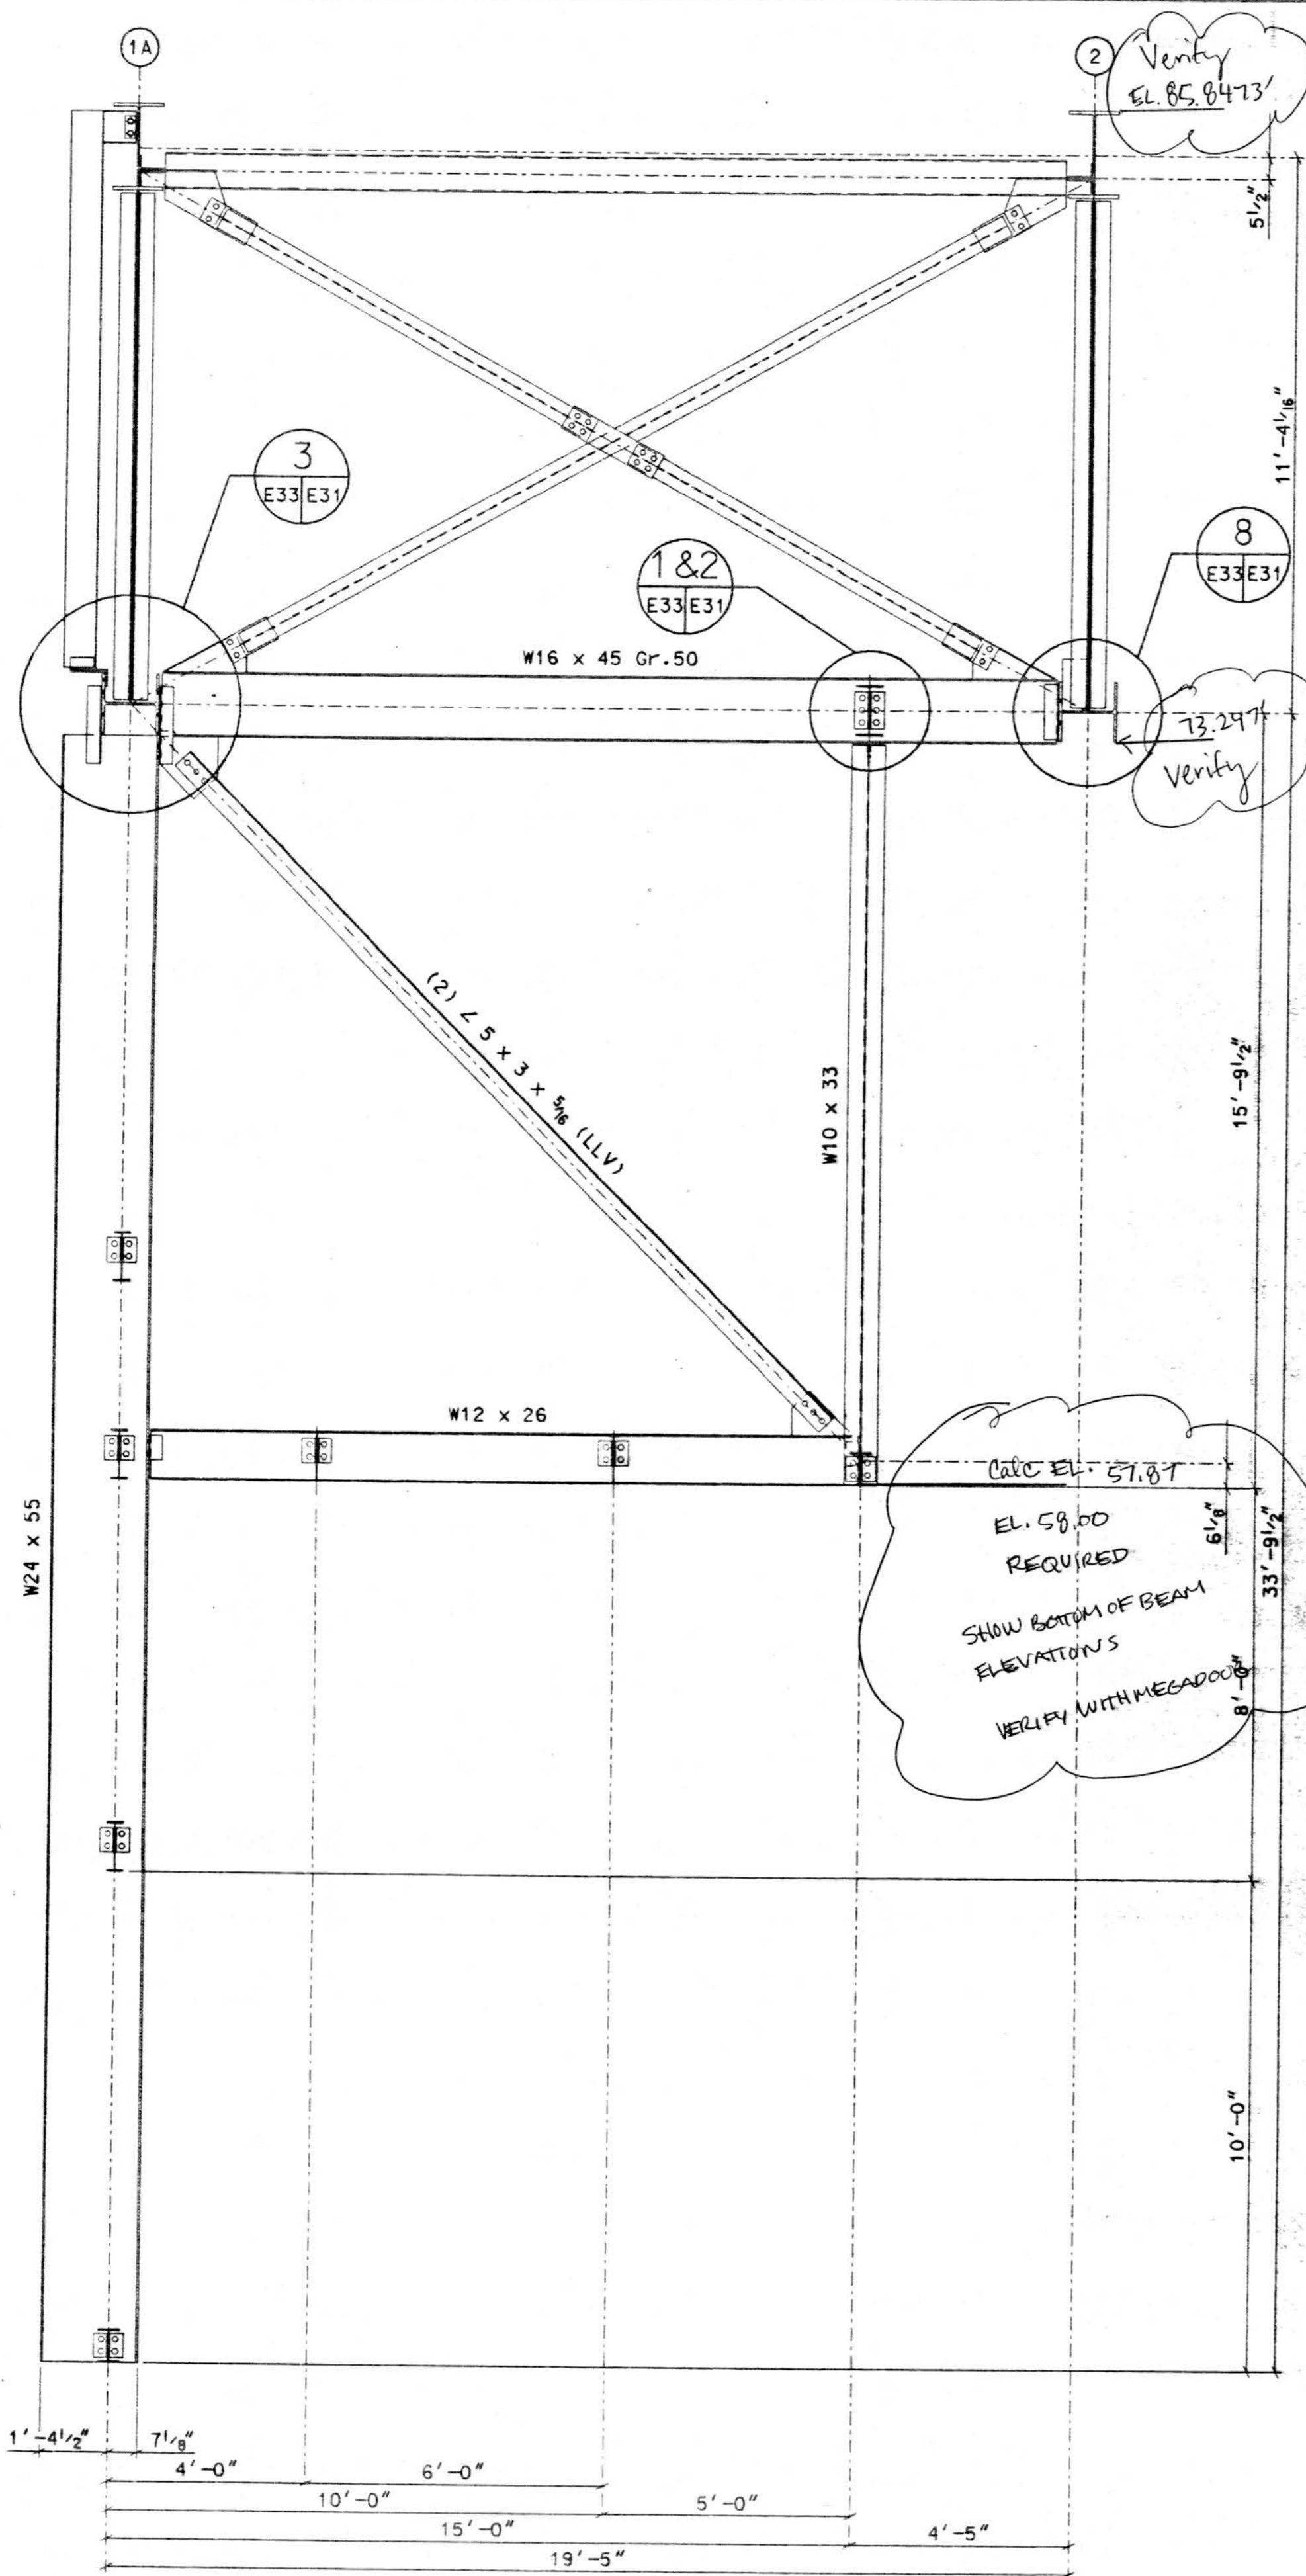 1A
2
Verify
EL. 85.8473'
5 1/2"
11'-4 1/16"
3
E33 E31
1 & 2
E33 E31
8
E33 E31
W16 x 45 Gr.50
73.297'
Verify
(2) ∠ 5 x 3 x 5/16 (LLV)
W10 x 33
15'-9 1/2"
W12 x 26
W24 x 55
Calc EL. 57.87
EL. 58.00
REQUIRED
SHOW BOTTOM OF BEAM
ELEVATIONS
VERIFY WITH MEGADOOR
6 1/8"
33'-9 1/2"
8'-0"
10'-0"
1'-4 1/2"
7 1/8"
4'-0"
6'-0"
10'-0"
5'-0"
15'-0"
4'-5"
19'-5"